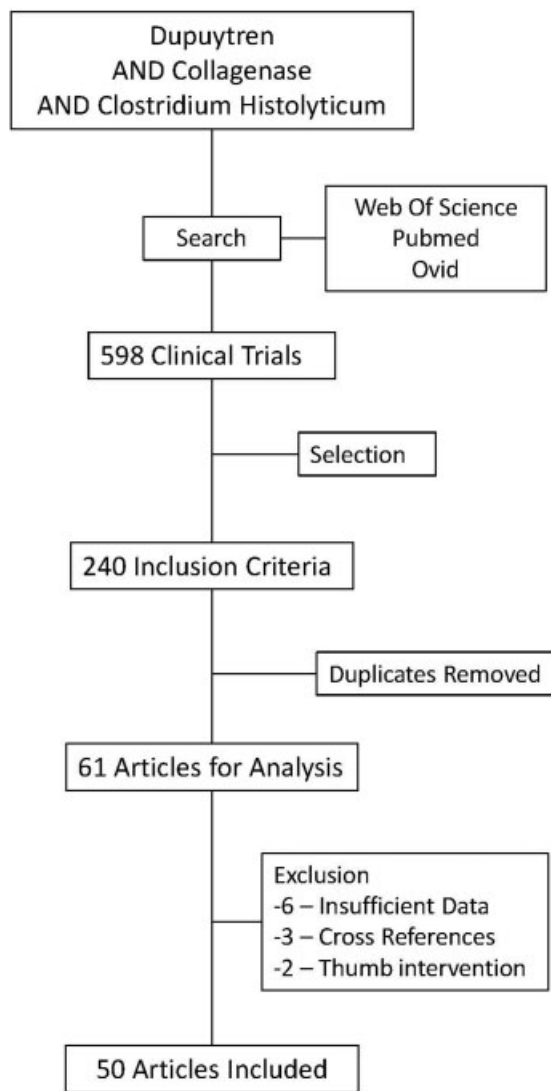 Dupuytren
AND Collagenase
AND Clostridium Histolyticum
Search
Web Of Science
Pubmed
Ovid
598 Clinical Trials
Selection
240 Inclusion Criteria
Duplicates Removed
61 Articles for Analysis
Exclusion
-6 – Insufficient Data
-3 – Cross References
-2 – Thumb intervention
50 Articles Included